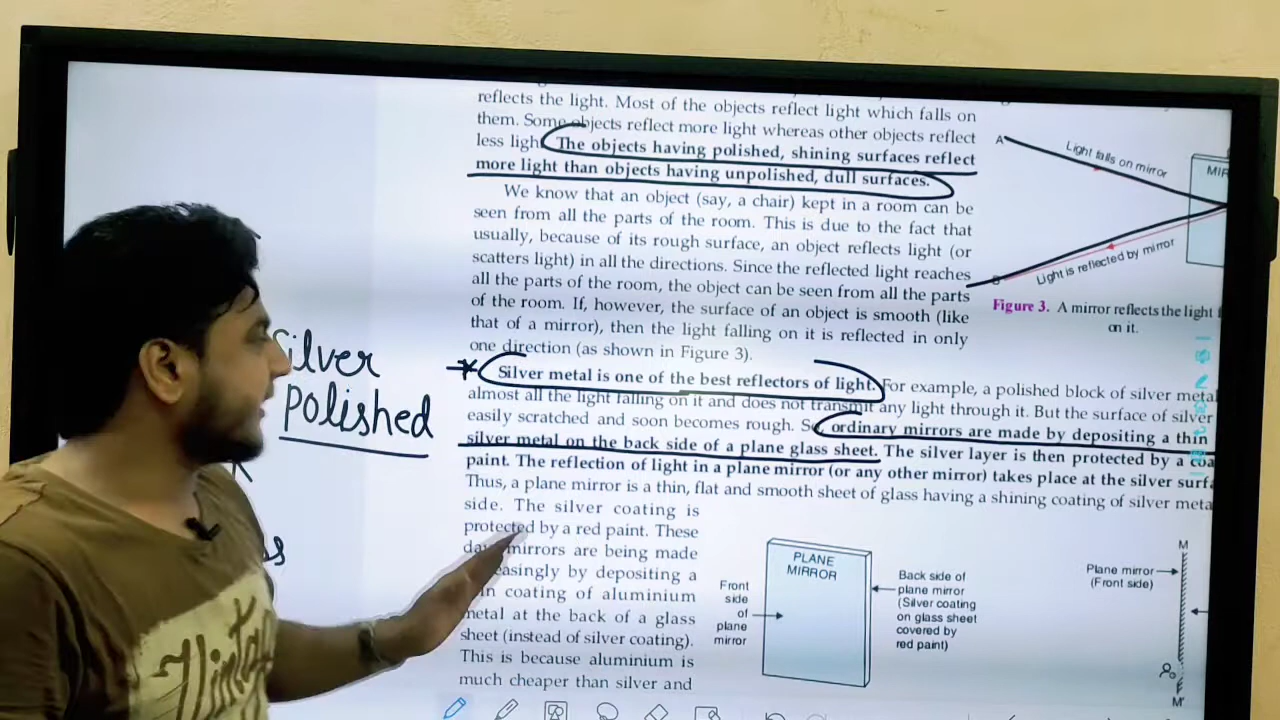 reflects the light. Most of the objects reflect light which falls on
them. Some objects reflect more light whereas other objects reflect
less light. The objects having polished, shining surfaces reflect
more light than objects having unpolished, dull surfaces.
We know that an object (say, a chair) kept in a room can be
seen from all the parts of the room. This is due to the fact that
usually, because of its rough surface, an object reflects light (or
scatters light) in all the directions. Since the reflected light reaches
all the parts of the room, the object can be seen from all the parts
of the room. If, however, the surface of an object is smooth (like
that of a mirror), then the light falling on it is reflected in only
one direction (as shown in Figure 3).
A
Light falls on mirror
MIR
Light is reflected by mirror
Figure 3. A mirror reflects the light
on it.
Silver
Polished
Silver metal is one of the best reflectors of light. For example, a polished block of silver metal
almost all the light falling on it and does not transmit any light through it. But the surface of silver
easily scratched and soon becomes rough. So, ordinary mirrors are made by depositing a thin
silver metal on the back side of a plane glass sheet. The silver layer is then protected by a coa
paint. The reflection of light in a plane mirror (or any other mirror) takes place at the silver surfa
Thus, a plane mirror is a thin, flat and smooth sheet of glass having a shining coating of silver meta
side. The silver coating is
protected by a red paint. These
mirrors are being made
easingly by depositing a
coating of aluminium
metal at the back of a glass
sheet (instead of silver coating).
This is because aluminium is
much cheaper than silver and
Front
side
of
plane
mirror
PLANE
MIRROR
Back side of
plane mirror
(Silver coating
on glass sheet
covered by
red paint)
M
Plane mirror
(Front side)
M'
Vintage